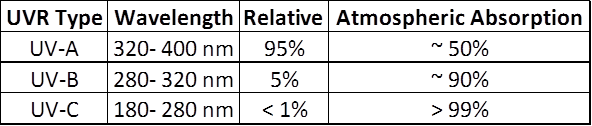 UVR Type Wavelength Relative Atmospheric Absorption
UV-A 320- 400 nm 95% ~ 50%
UV-B 280- 320 nm 5% ~ 90%
UV-C 180- 280 nm < 1% > 99%